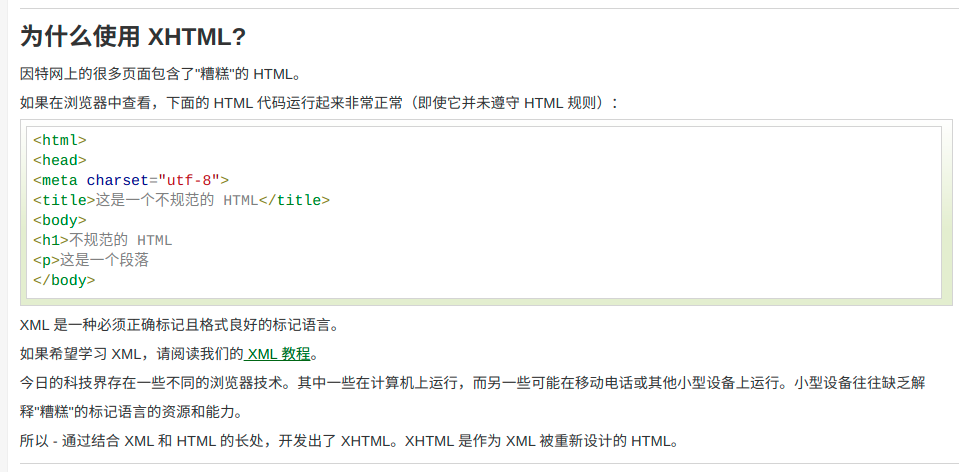 为什么使用 XHTML?
因特网上的很多页面包含了"糟糕"的 HTML。
如果在浏览器中查看，下面的 HTML 代码运行起来非常正常（即使它并未遵守 HTML 规则）：
<html>
<head>
<meta charset="utf-8">
<title>这是一个不规范的 HTML</title>
<body>
<h1>不规范的 HTML
<p>这是一个段落
</body>
XML 是一种必须正确标记且格式良好的标记语言。
如果希望学习 XML，请阅读我们的 XML 教程。
今日的科技界存在一些不同的浏览器技术。其中一些在计算机上运行，而另一些可能在移动电话或其他小型设备上运行。小型设备往往缺乏解
释"糟糕"的标记语言的资源和能力。
所以 - 通过结合 XML 和 HTML 的长处，开发出了 XHTML。XHTML 是作为 XML 被重新设计的 HTML。